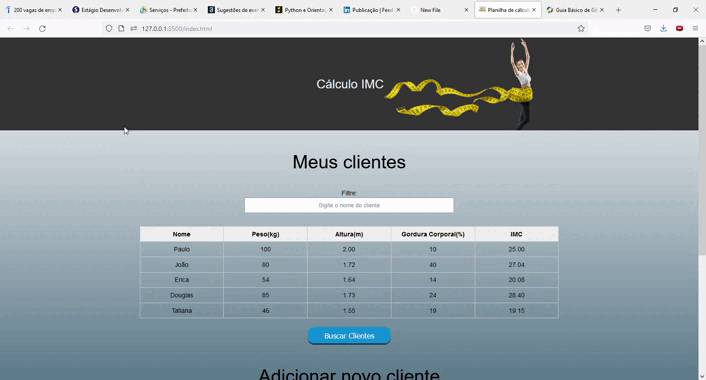 200 vagas de emp
Estágio Desenvolv
Serviços - Prefeitu
Sugestões de exer
Python e Orientaç
Publicação | Feed
New File
Planilha de cálculo
Guia Básico de Gi
127.0.0.1:5500/index.html
Cálculo IMC
Meus clientes
Filtre:
Digite o nome do cliente
Nome Peso(kg) Altura(m) Gordura Corporal(%) IMC
Paulo 100 2.00 10 25.00
João 80 1.72 40 27.04
Erica 54 1.64 14 20.08
Douglas 85 1.73 24 28.40
Tatiana 46 1.55 19 19.15
Buscar Clientes
Adicionar novo cliente